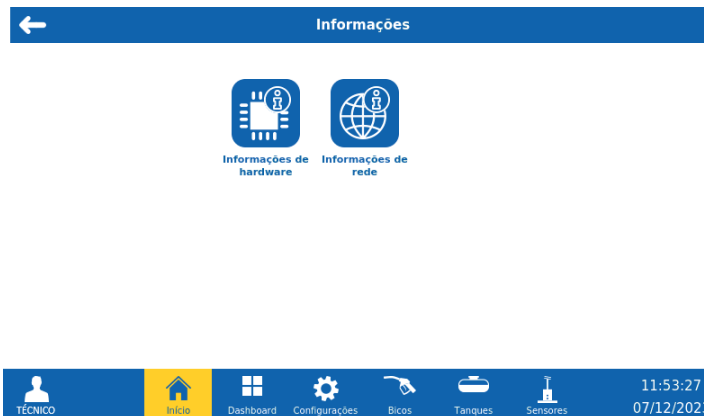 Informações
Informações de
hardware
Informações de
rede
TÉCNICO
Início
Dashboard
Configurações
Bicos
Tanques
Sensores
11:53:27